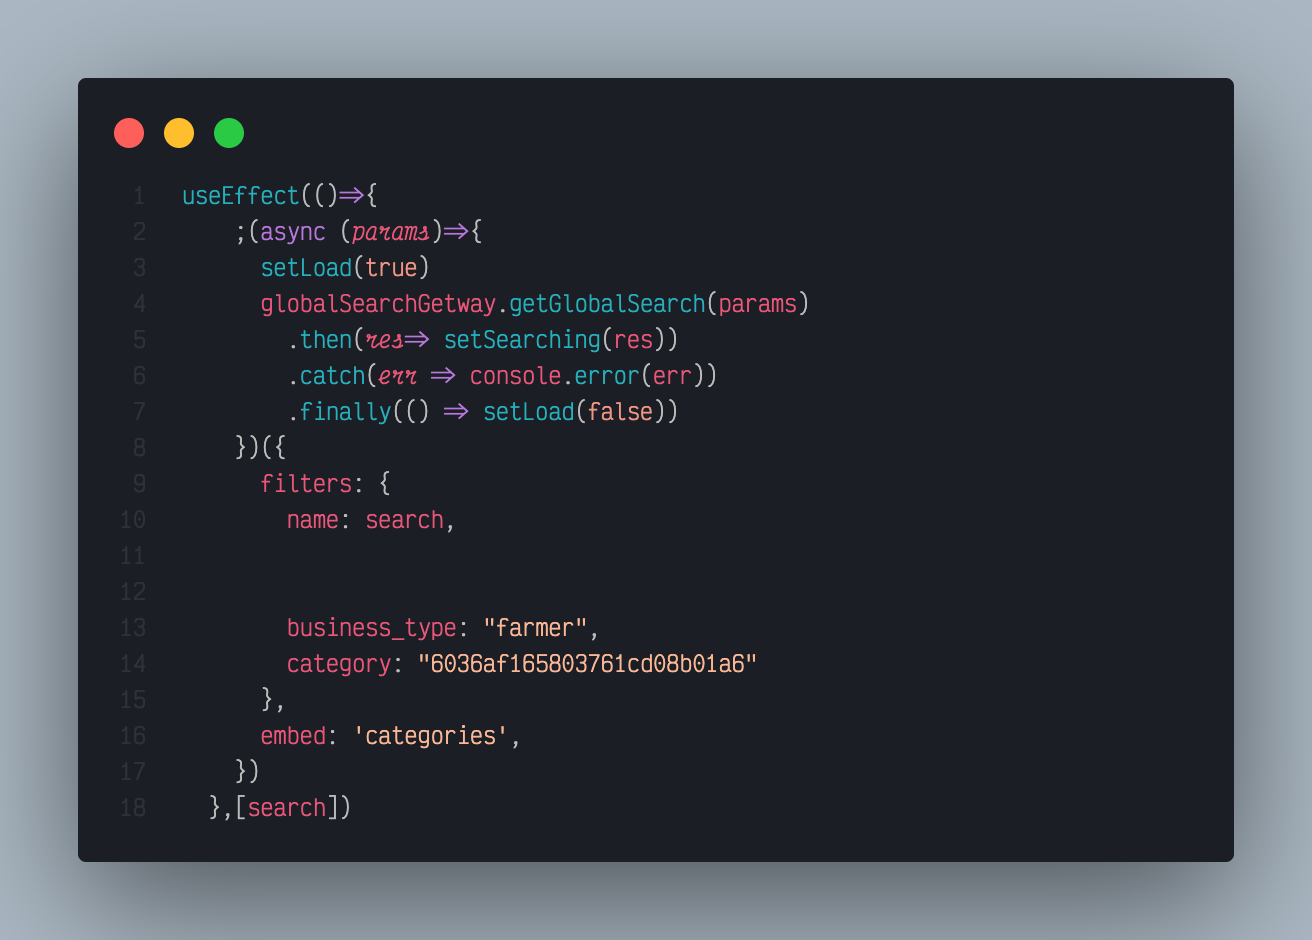 1 useEffect(()=>{
2 ;(async (params)=>{
3 setLoad(true)
4 globalSearchGetway.getGlobalSearch(params)
5 .then(res=> setSearching(res))
6 .catch(err => console.error(err))
7 .finally(() => setLoad(false))
8 })({
9 filters: {
10 name: search,
11
12
13 business_type: "farmer",
14 category: "6036af165803761cd08b01a6"
15 },
16 embed: 'categories',
17 })
18 },[search])